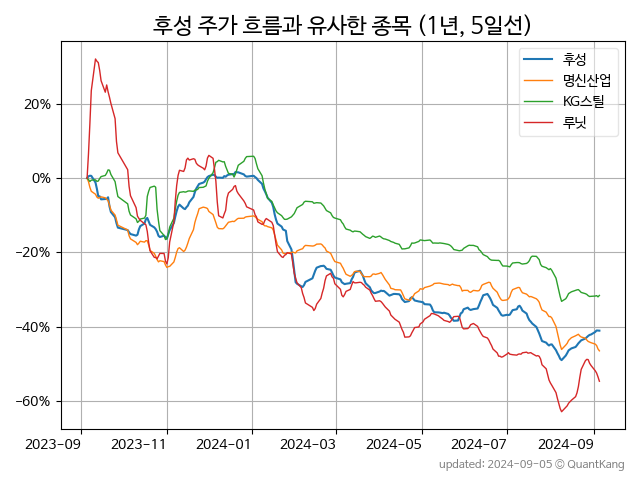 후성 주가 흐름과 유사한 종목 (1년, 5일선)
후성
명신산업
KG스틸
루닛
20%
0%
−20%
−40%
−60%
2023−09
2023−11
2024−01
2024−03
2024−05
2024−07
2024−09
updated: 2024-09-05 © QuantKang